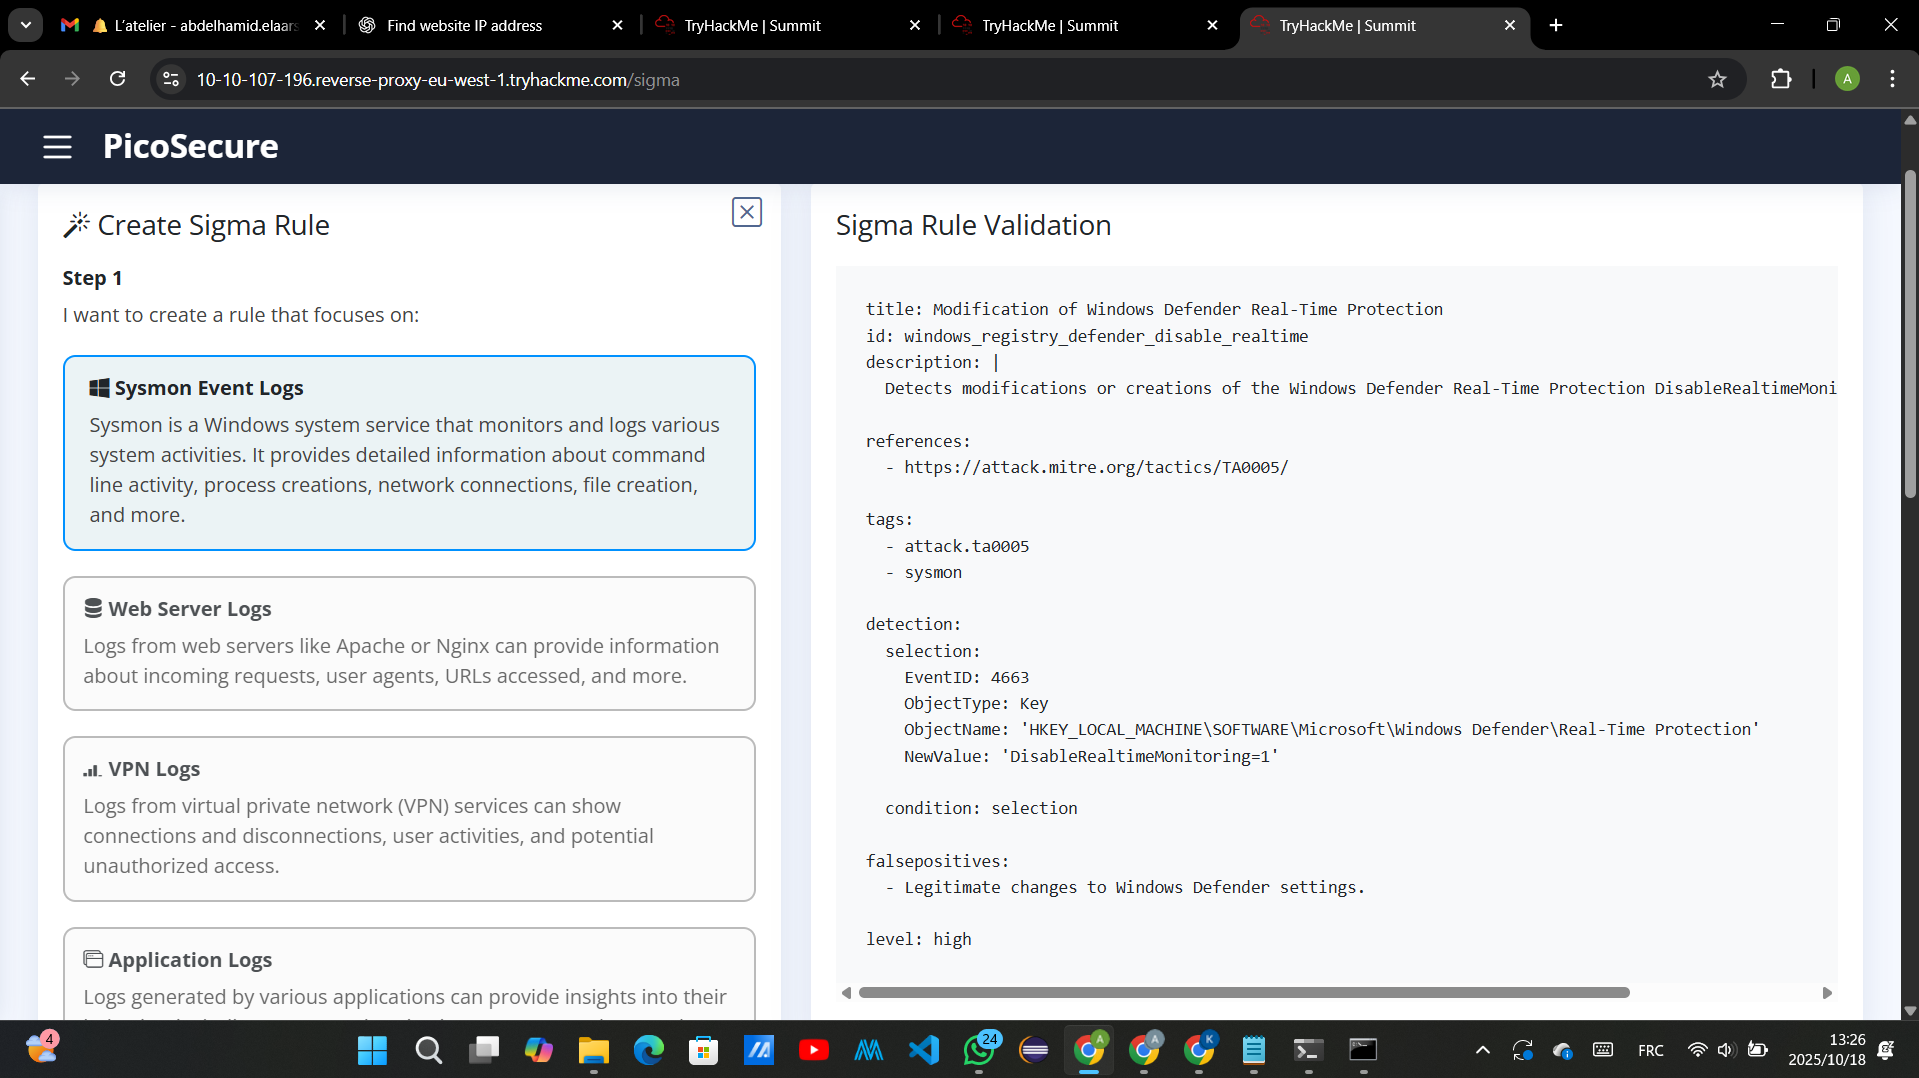 L'atelier - abdelhamid.elaars
Find website IP address
TryHackMe | Summit
TryHackMe | Summit
TryHackMe | Summit
10-10-107-196.reverse-proxy-eu-west-1.tryhackme.com/sigma
A
PicoSecure
Create Sigma Rule
Step 1
I want to create a rule that focuses on:
Sysmon Event Logs
Sysmon is a Windows system service that monitors and logs various
system activities. It provides detailed information about command
line activity, process creations, network connections, file creation,
and more.
Web Server Logs
Logs from web servers like Apache or Nginx can provide information
about incoming requests, user agents, URLs accessed, and more.
VPN Logs
Logs from virtual private network (VPN) services can show
connections and disconnections, user activities, and potential
unauthorized access.
Application Logs
Logs generated by various applications can provide insights into their
Sigma Rule Validation
title: Modification of Windows Defender Real-Time Protection
id: windows_registry_defender_disable_realtime
description: |
Detects modifications or creations of the Windows Defender Real-Time Protection DisableRealtimeMoni
references:
- https://attack.mitre.org/tactics/TA0005/
tags:
- attack.ta0005
- sysmon
detection:
selection:
EventID: 4663
ObjectType: Key
ObjectName: 'HKEY_LOCAL_MACHINE\SOFTWARE\Microsoft\Windows Defender\Real-Time Protection'
NewValue: 'DisableRealtimeMonitoring=1'
condition: selection
falsepositives:
- Legitimate changes to Windows Defender settings.
level: high
4
24
A
A
K
FRC
13:26
2025/10/18